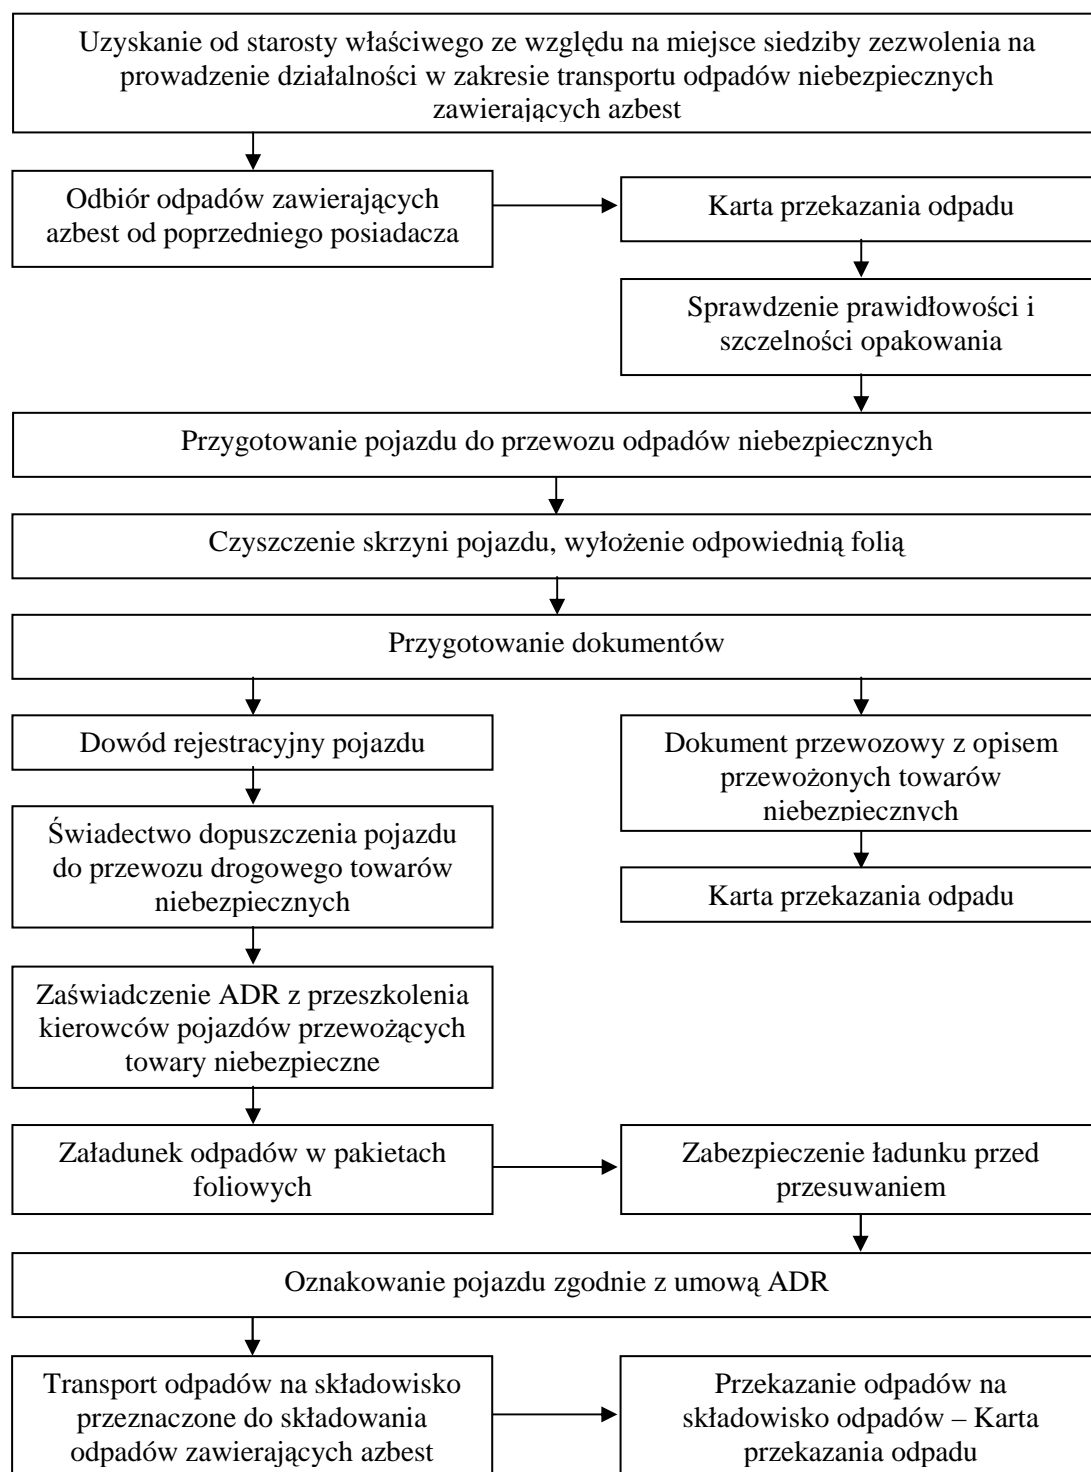 Uzyskanie od starosty właściwego ze względu na miejsce siedziby zezwolenia na
prowadzenie działalności w zakresie transportu odpadów niebezpiecznych
zawierających azbest
Odbiór odpadów zawierających
azbest od poprzedniego posiadacza
Karta przekazania odpadu
Sprawdzenie prawidłowości i
szczelności opakowania
Przygotowanie pojazdu do przewozu odpadów niebezpiecznych
Czyszczenie skrzyni pojazdu, wyłożenie odpowiednią folią
Przygotowanie dokumentów
Dowód rejestracyjny pojazdu
Świadectwo dopuszczenia pojazdu
do przewozu drogowego towarów
niebezpiecznych
Zaświadczenie ADR z przeszkolenia
kierowców pojazdów przewożących
towary niebezpieczne
Dokument przewozowy z opisem
przewożonych towarów
niebezpiecznych
Karta przekazania odpadu
Załadunek odpadów w pakietach
foliowych
Zabezpieczenie ładunku przed
przesuwaniem
Oznakowanie pojazdu zgodnie z umową ADR
Transport odpadów na składowisko
przeznaczone do składowania
odpadów zawierających azbest
Przekazanie odpadów na
składowisko odpadów – Karta
przekazania odpadu